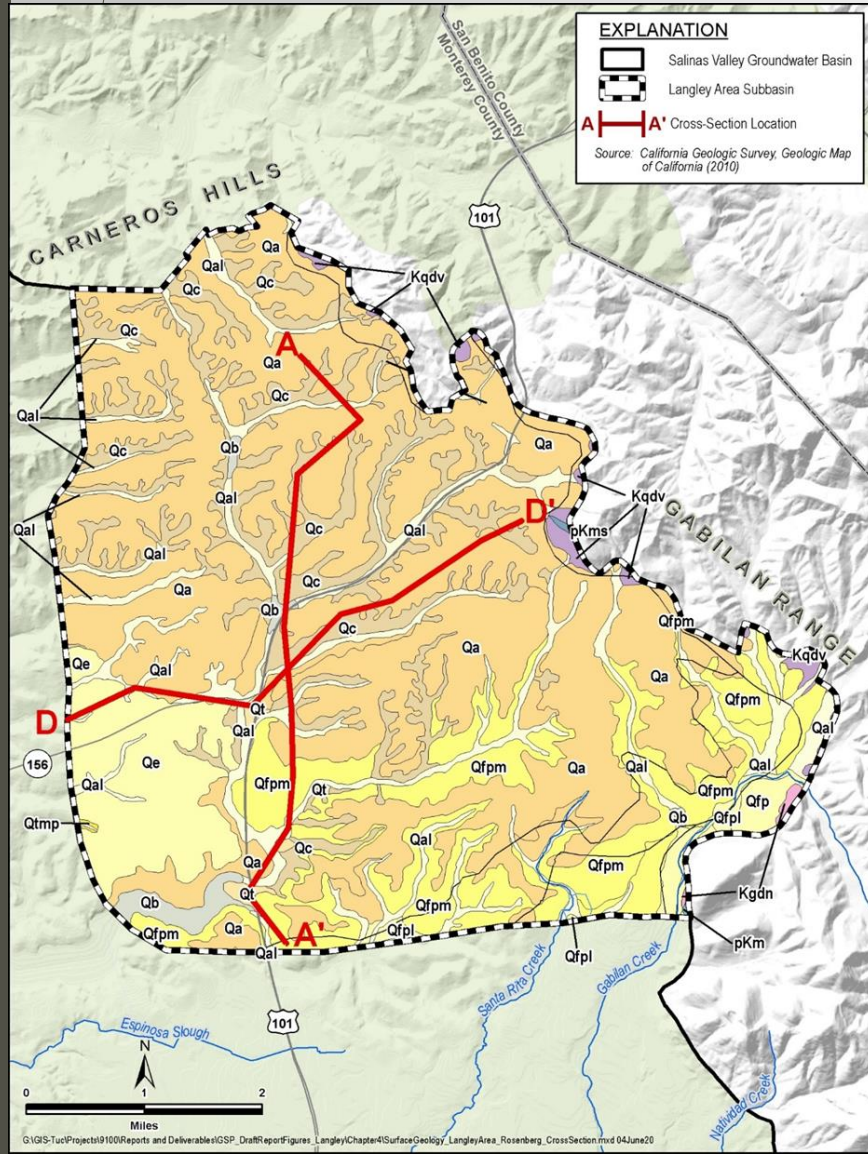 EXPLANATION
Salinas Valley Groundwater Basin
Langley Area Subbasin
A A' Cross-Section Location
Source: California Geologic Survey, Geologic Map
of California (2010)
San Benito County
Monterey County
CARNEROS HILLS
101
Qa
Qal
Kqdv
Qc
Qc
Qc
A
Qa
Qc
Qal
Qa
Qb
Qc
Qal
Kqdv
GABILAN RANGE
D'
Qal
Qc
Qal
pKms
Qal
Qa
Qc
Qb
Qc
Qfpm
Qe
Qal
Qa
Qa
Kqdv
Qfpm
D
Qt
Qal
Qal
156
Qe
Qfpm
Qfpm
Qa
Qal
Qal
Qal
Qt
Qfpm
Qfp
Qtmp
Qal
Qb
Qfpl
Qa
Qc
Qfpm
Qb
Qt
Qfpm
Kgdn
Qfpm
Qa
A'
Qfpl
Qal
Qfpl
pKm
Santa Rita Creek
Gabilan Creek
Espinosa Slough
101
N
Natividad Creek
0 1 2
Miles
G:\GIS-Tuc\Projects\9100\Reports and Deliverables\GSP_DraftReportFigures_Langley\Chapter4\SurfaceGeology_LangleyArea_Rosenberg_CrossSection.mxd 04June20